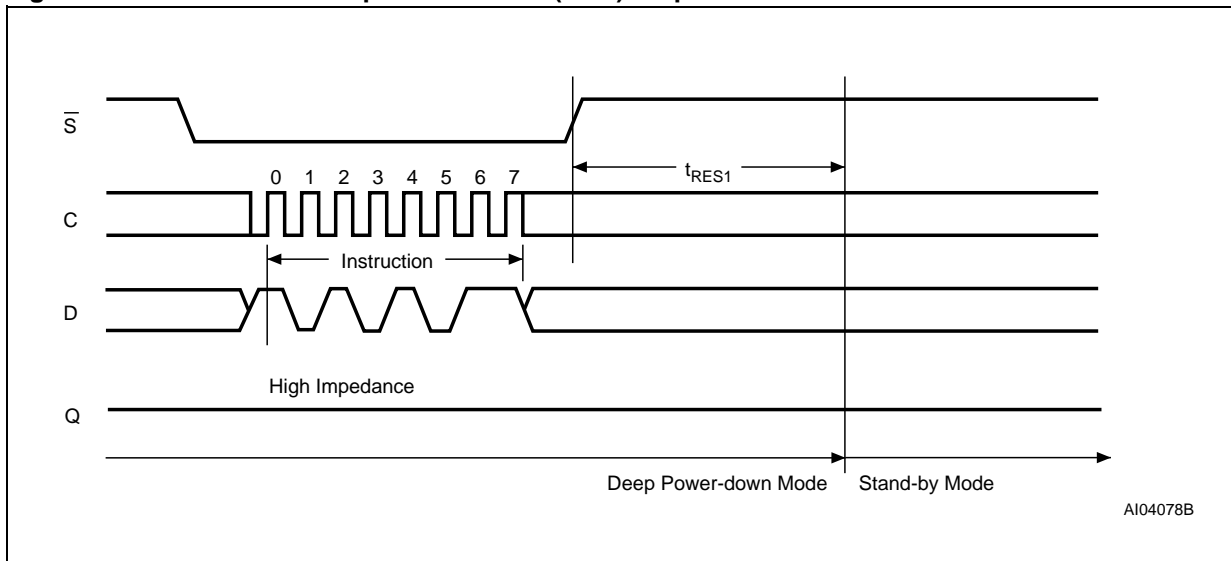 S
0 1 2 3 4 5 6 7
tRES1
C
Instruction
D
High Impedance
Q
Deep Power-down Mode Stand-by Mode
AI04078B